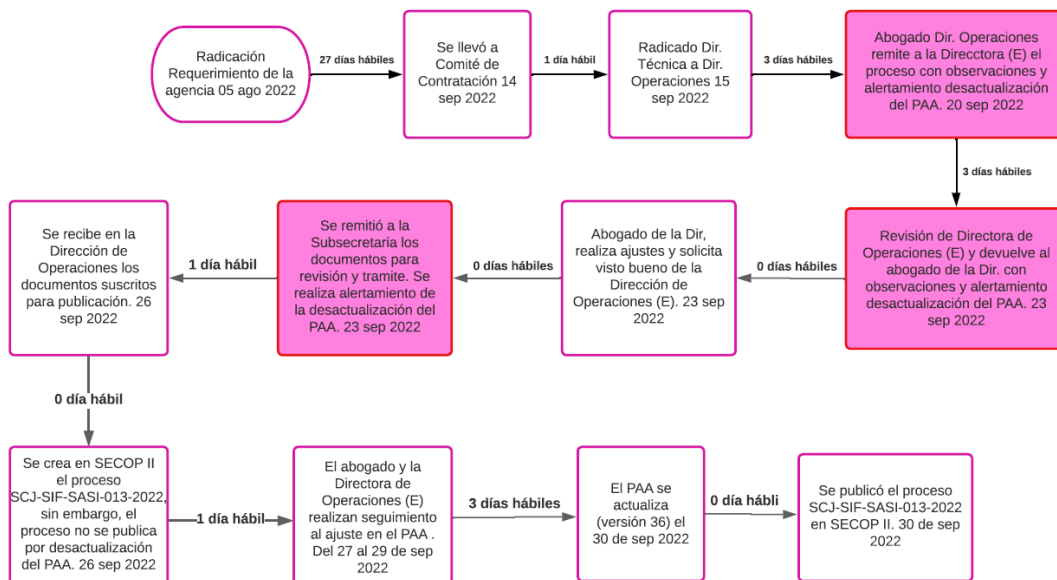 Radicación
Requerimiento de la
agencia 05 ago 2022
27 días hábiles
Se llevó a
Comité de
Contratación 14
sep 2022
1 día hábil
Radicado Dir.
Técnica a Dir.
Operaciones 15
sep 2022
3 días hábiles
Abogado Dir. Operaciones
remite a la Direcctora (E) el
proceso con observaciones y
alertamiento desactualización
del PAA. 20 sep 2022
3 días hábiles
Revisión de Directora de
Operaciones (E) y devuelve al
abogado de la Dir. con
observaciones y alertamiento
desactualización del PAA. 23
sep 2022
0 días hábiles
Abogado de la Dir,
realiza ajustes y solicita
visto bueno de la
Dirección de
Operaciones (E). 23 sep
2022
0 días hábiles
Se remitió a la
Subsecretaria los
documentos para
revisión y tramite. Se
realiza alertamiento de
la desactualización del
PAA. 23 sep 2022
1 día hábil
Se recibe en la
Dirección de
Operaciones los
documentos suscritos
para publicación. 26
sep 2022
0 día hábil
Se crea en SECOP II
el proceso
SCJ-SIF-SASI-013-2022,
sin embargo, el
proceso no se publica
por desactualización
del PAA. 26 sep 2022
1 día hábil
El abogado y la
Directora de
Operaciones (E)
realizan seguimiento
al ajuste en el PAA .
Del 27 al 29 de sep
2022
3 días hábiles
El PAA se
actualiza
(versión 36) el
30 de sep 2022
0 día hábli
Se publicó el proceso
SCJ-SIF-SASI-013-2022
en SECOP II. 30 de sep
2022